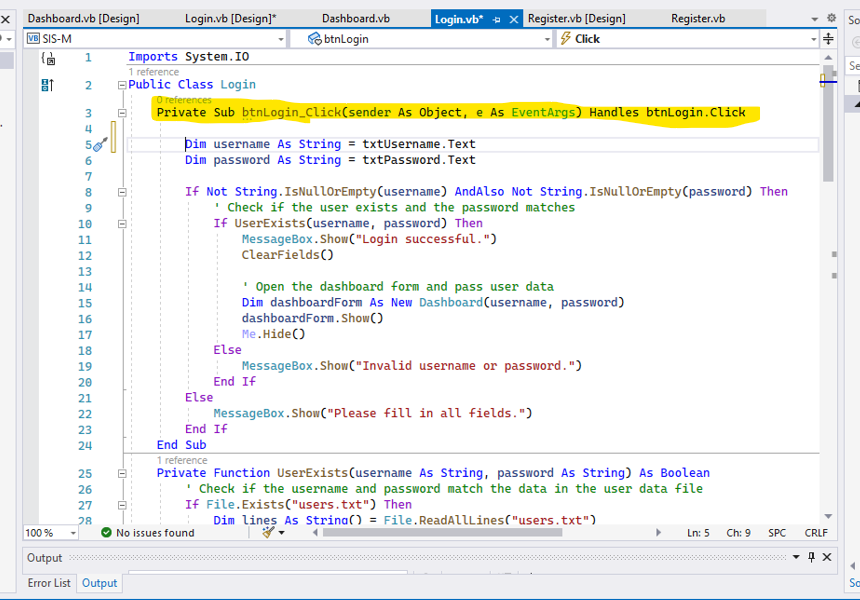 Dashboard.vb [Design]
Login.vb [Design]*
Dashboard.vb
Login.vb*
Register.vb [Design]
Register.vb
So
VB SIS-M
btnLogin
Click
Se
1 Imports System.IO
1 reference
2 Public Class Login
0 references
3 Private Sub btnLogin_Click(sender As Object, e As EventArgs) Handles btnLogin.Click
4
5 Dim username As String = txtUsername.Text
6 Dim password As String = txtPassword.Text
7
8 If Not String.IsNullOrEmpty(username) AndAlso Not String.IsNullOrEmpty(password) Then
9 ' Check if the user exists and the password matches
10 If UserExists(username, password) Then
11 MessageBox.Show("Login successful.")
12 ClearFields()
13
14 ' Open the dashboard form and pass user data
15 Dim dashboardForm As New Dashboard(username, password)
16 dashboardForm.Show()
17 Me.Hide()
18 Else
19 MessageBox.Show("Invalid username or password.")
20 End If
21 Else
22 MessageBox.Show("Please fill in all fields.")
23 End If
24 End Sub
1 reference
25 Private Function UserExists(username As String, password As String) As Boolean
26 ' Check if the username and password match the data in the user data file
27 If File.Exists("users.txt") Then
28 Dim lines As String() = File.ReadAllLines("users.txt")
100 %
No issues found
Ln: 5
Ch: 9
SPC
CRLF
Output
Error List
Output
So